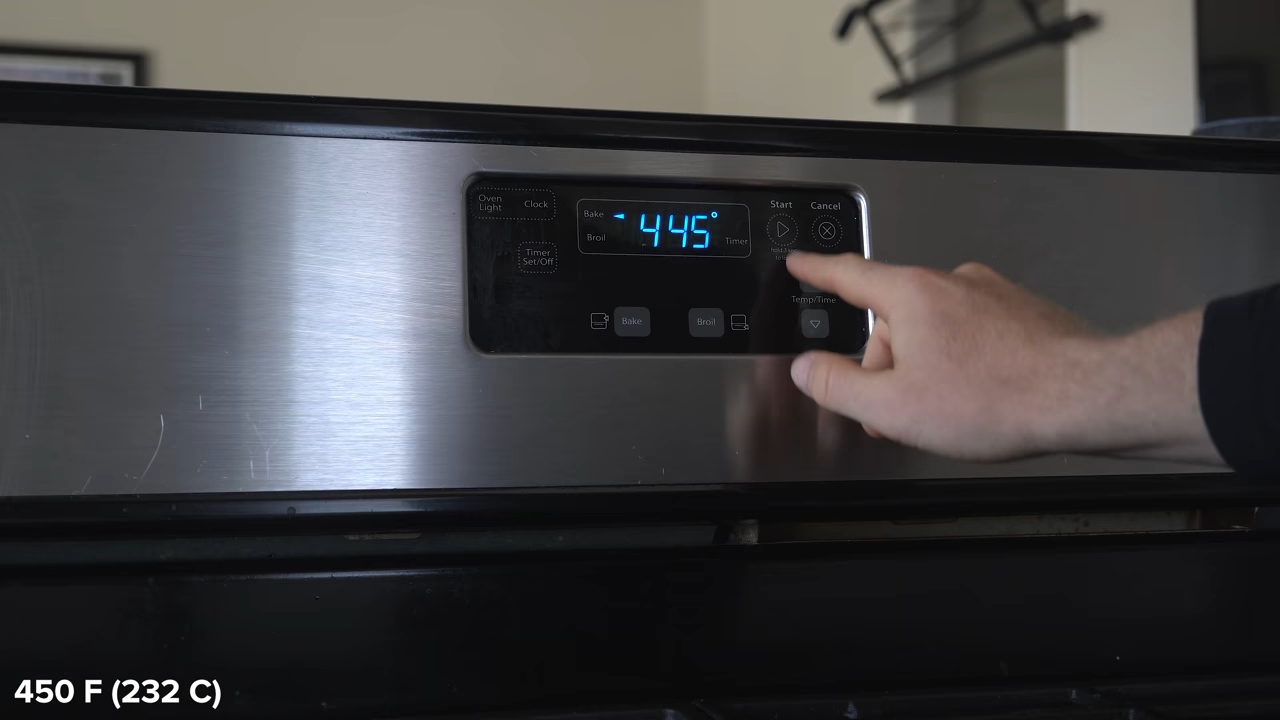 Oven
Light
Clock
Timer
Set/Off
Bake
445°
Broil
Timer
Start
Cancel
Temp/Time
Bake
Broil
450 F (232 C)